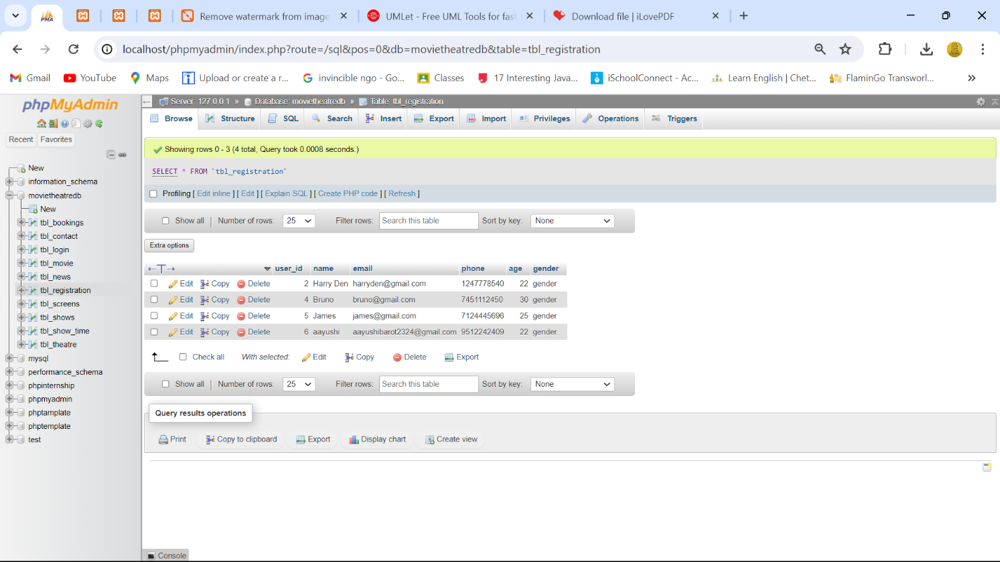 PMA
Remove watermark from image
UMLet - Free UML Tools for fast
Download file | iLovePDF
localhost/phpmyadmin/index.php?route=/sql&pos=0&db=movietheatredb&table=tbl_registration
Gmail YouTube Maps Upload or create a r... invincible ngo - Go... Classes 17 Interesting Java... iSchoolConnect - Ac... Learn English | Chet... FlaminGo Transworl...
phpMyAdmin
Recent Favorites
New
information_schema
movietheatredb
New
tbl_bookings
tbl_contact
tbl_login
tbl_movie
tbl_news
tbl_registration
tbl_screens
tbl_shows
tbl_show_time
tbl_theatre
mysql
performance_schema
phpinternship
phpmyadmin
phptamplate
phptemplate
test
Server: 127.0.0.1 » Database: movietheatredb » Table: tbl_registration
Browse Structure SQL Search Insert Export Import Privileges Operations Triggers
Showing rows 0 - 3 (4 total, Query took 0.0008 seconds.)
SELECT * FROM `tbl_registration`
Profiling [ Edit inline ] [ Edit ] [ Explain SQL ] [ Create PHP code ] [ Refresh ]
Show all | Number of rows: 25 Filter rows: Search this table Sort by key: None
Extra options
←T→ user_id name email phone age gender
Edit Copy Delete 2 Harry Den harryden@gmail.com 1247778540 22 gender
Edit Copy Delete 4 Bruno bruno@gmail.com 7451112450 30 gender
Edit Copy Delete 5 James james@gmail.com 7124445696 25 gender
Edit Copy Delete 6 aayushi aayushibarot2324@gmail.com 9512242409 22 gender
Check all With selected: Edit Copy Delete Export
Show all | Number of rows: 25 Filter rows: Search this table Sort by key: None
Query results operations
Print Copy to clipboard Export Display chart Create view
Console